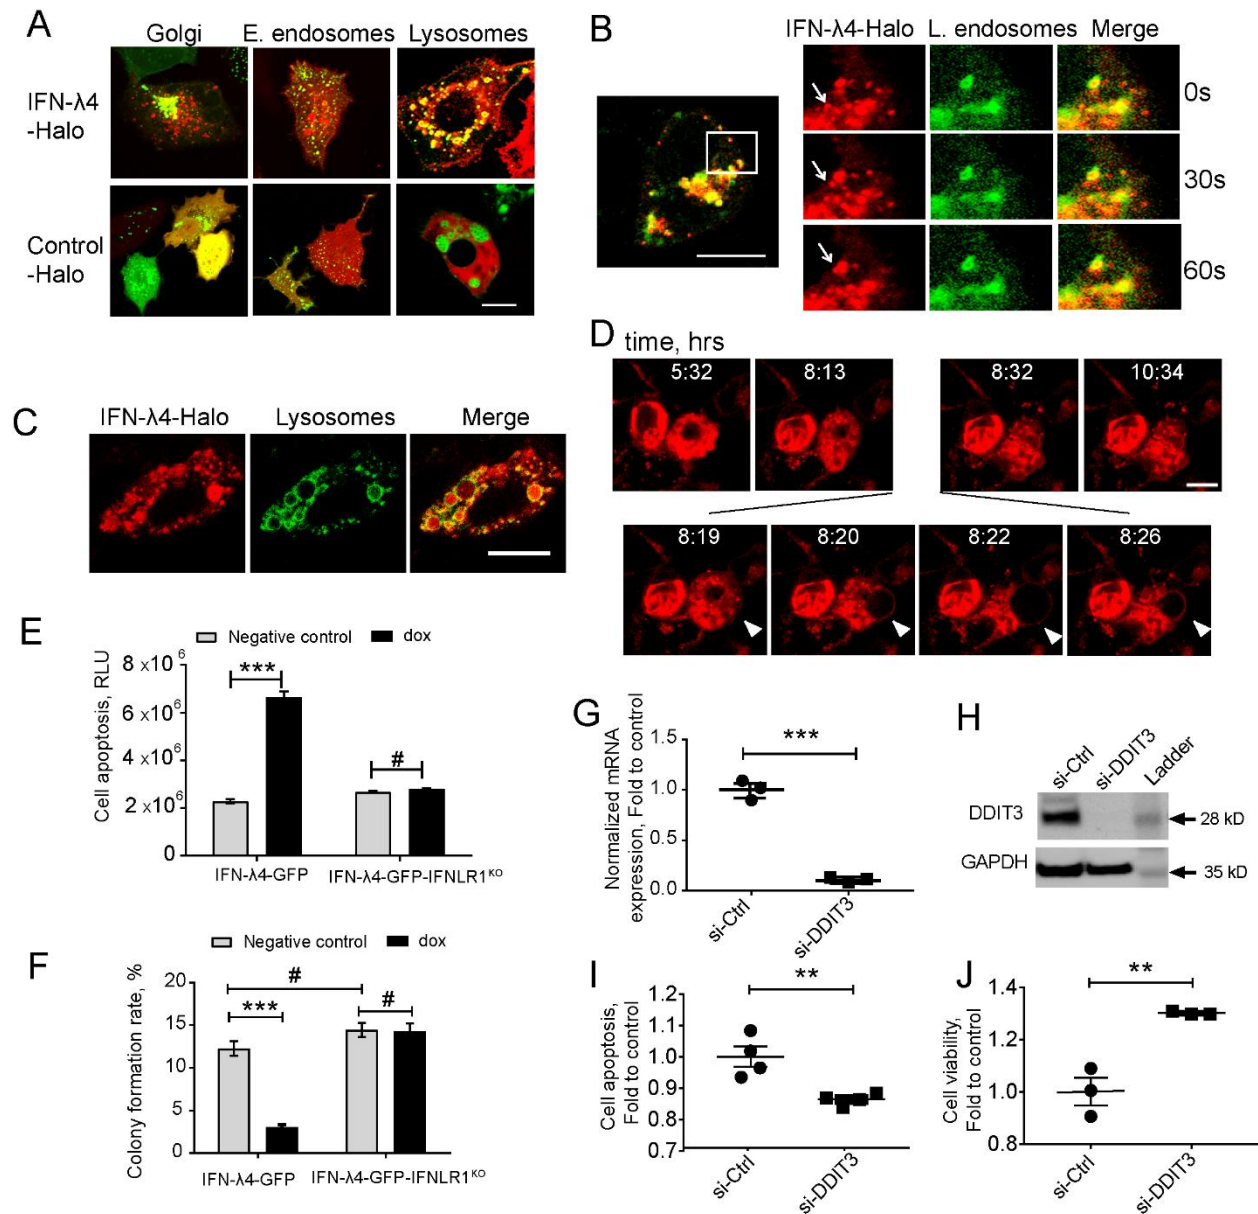 A
Golgi E. endosomes Lysosomes
IFN-λ4
-Halo
Control
-Halo
B
IFN-λ4-Halo L. endosomes Merge
0s
30s
60s
C
IFN-λ4-Halo Lysosomes Merge
D
time, hrs
5:32 8:13 8:32 10:34
8:19 8:20 8:22 8:26
E
Negative control dox
Cell apoptosis, RLU
8 ×10⁶
6 ×10⁶
4 ×10⁶
2 ×10⁶
0
***
#
IFN-λ4-GFP IFN-λ4-GFP-IFNLR1ᴷᴼ
F
Negative control dox
Colony formation rate, %
20
15
10
5
0
#
***
#
IFN-λ4-GFP IFN-λ4-GFP-IFNLR1ᴷᴼ
G
Normalized mRNA
expression, Fold to control
1.5
1.0
0.5
0.0
***
si-Ctrl si-DDIT3
H
si-Ctrl si-DDIT3 Ladder
DDIT3 28 kD
GAPDH 35 kD
I
Cell apoptosis,
Fold to control
1.2
1.1
1.0
0.9
0.8
0.7
**
si-Ctrl si-DDIT3
J
Cell viability,
Fold to control
1.4
1.2
1.0
0.8
**
si-Ctrl si-DDIT3